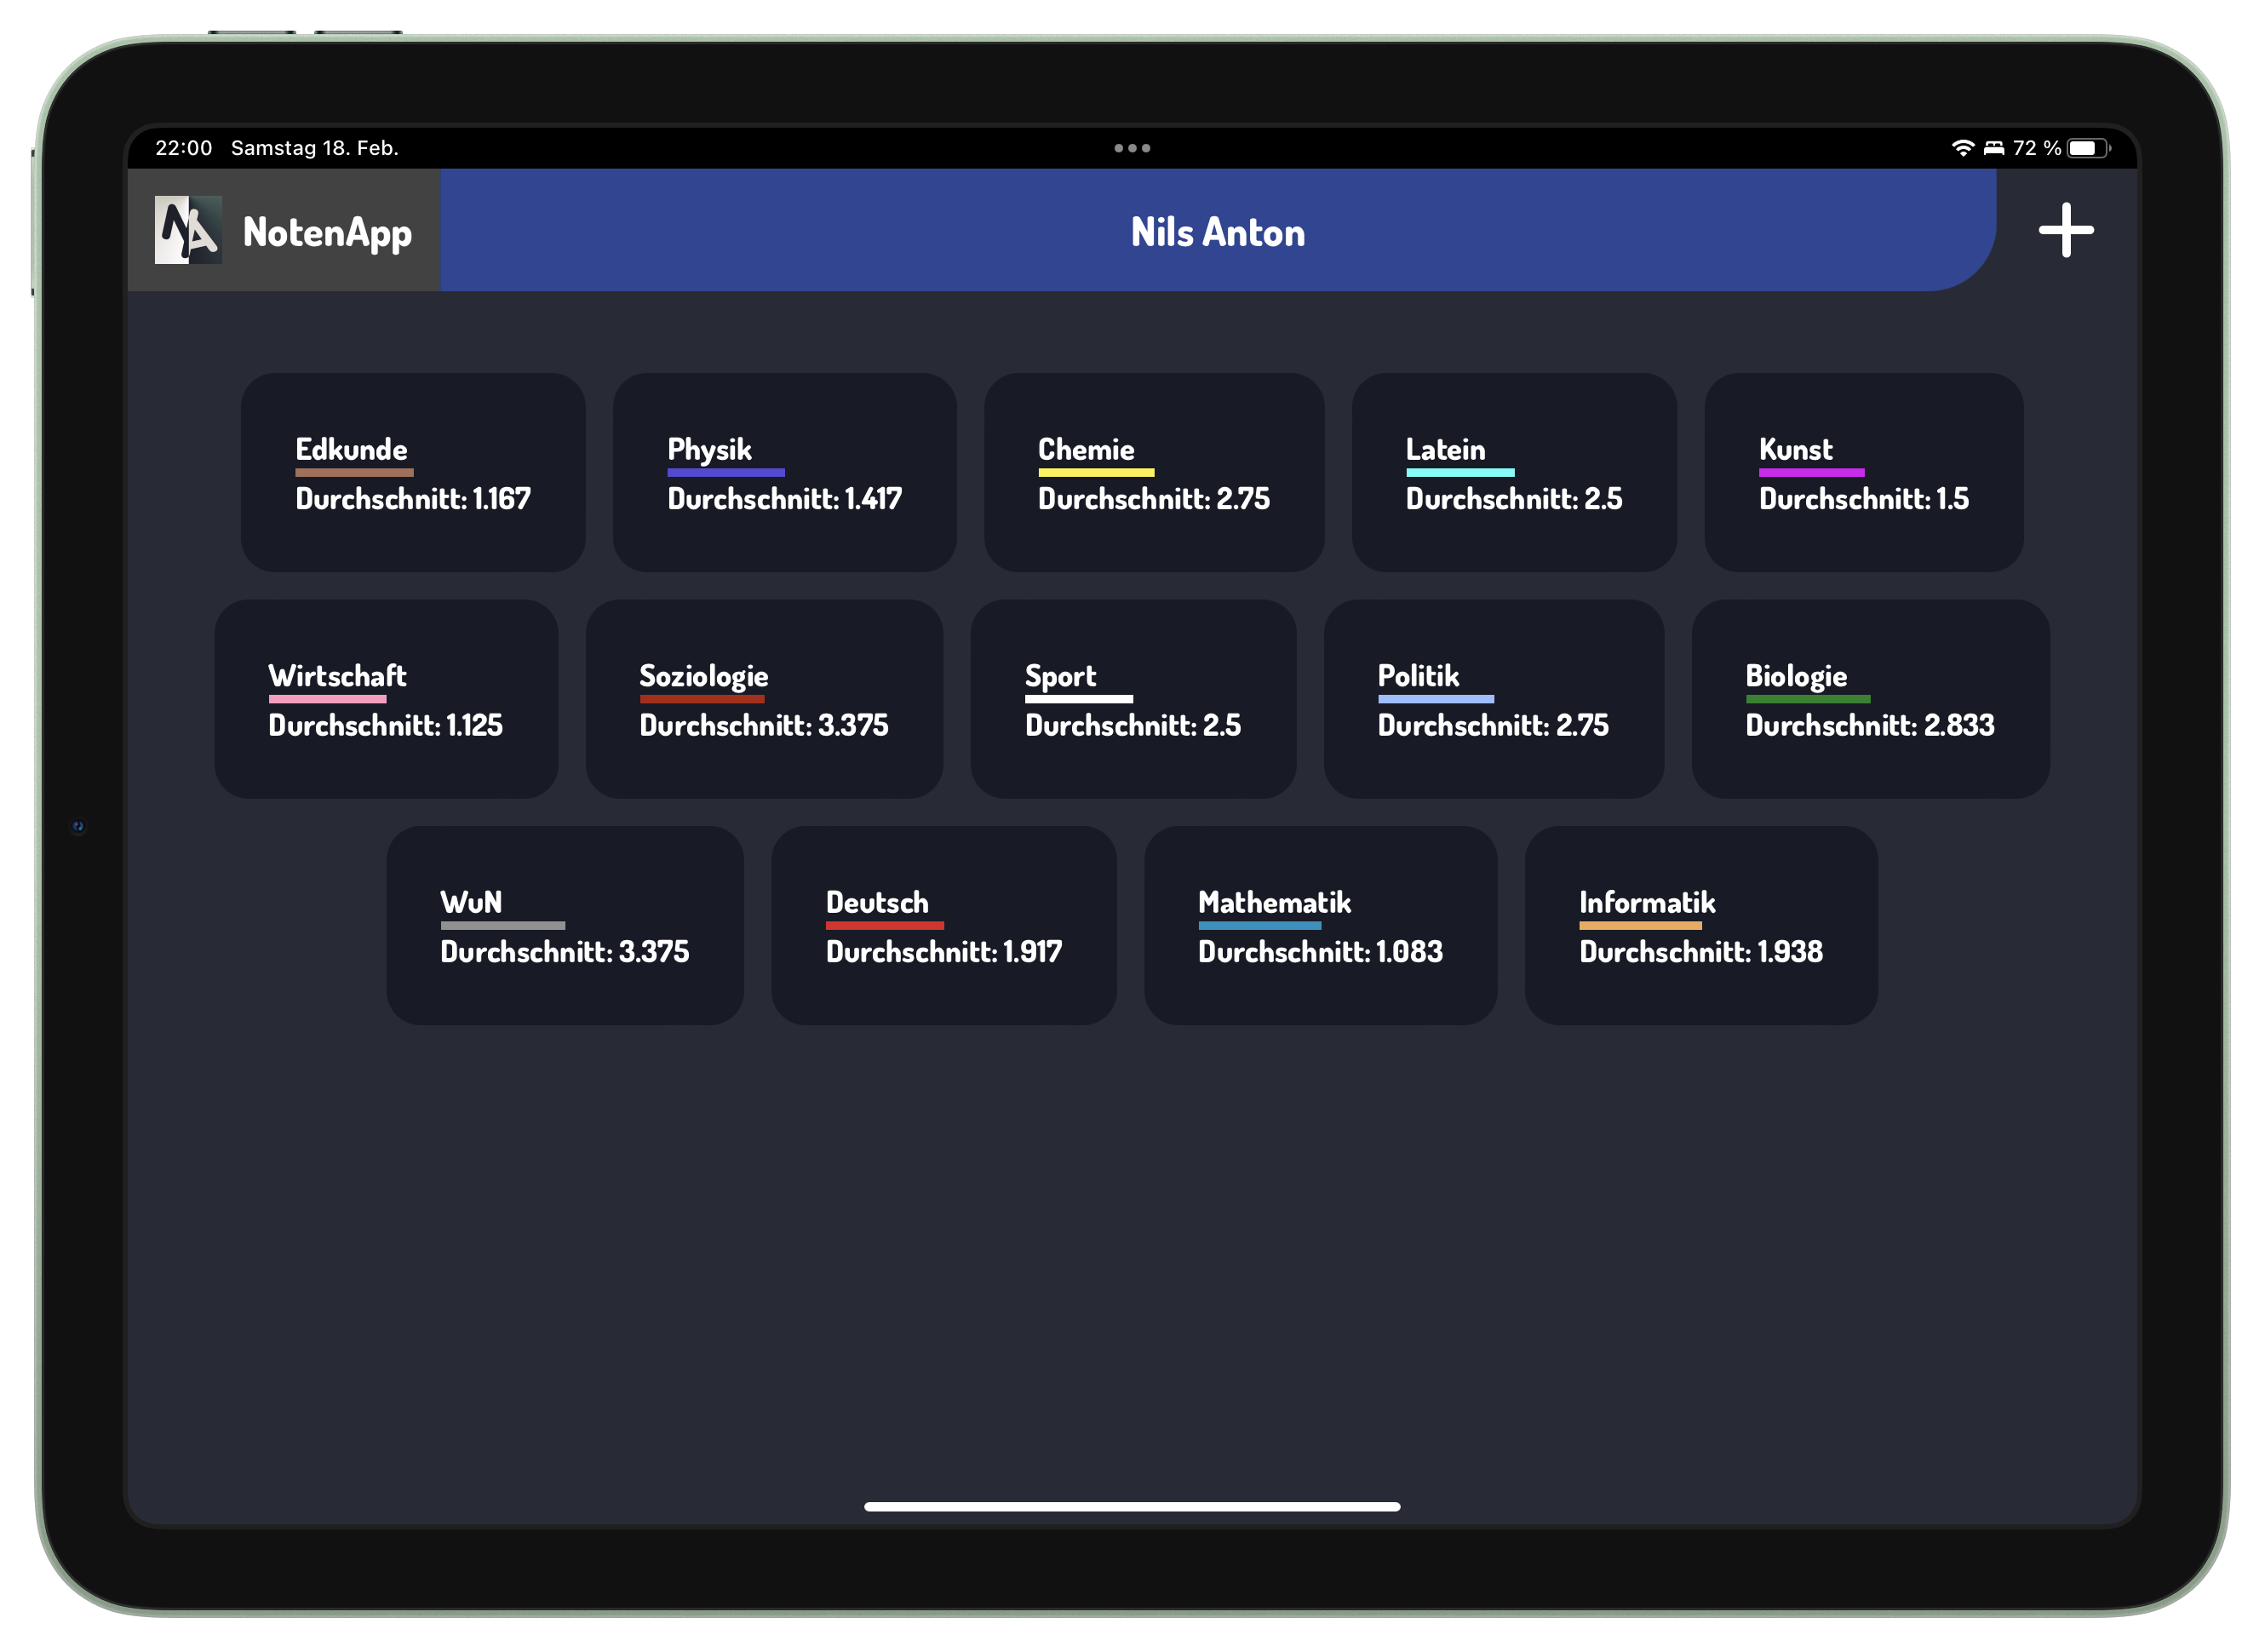 22:00 Samstag 18. Feb.
72 %
NA
NotenApp
Nils Anton
Edkunde
Durchschnitt: 1.167
Physik
Durchschnitt: 1.417
Chemie
Durchschnitt: 2.75
Latein
Durchschnitt: 2.5
Kunst
Durchschnitt: 1.5
Wirtschaft
Durchschnitt: 1.125
Soziologie
Durchschnitt: 3.375
Sport
Durchschnitt: 2.5
Politik
Durchschnitt: 2.75
Biologie
Durchschnitt: 2.833
WuN
Durchschnitt: 3.375
Deutsch
Durchschnitt: 1.917
Mathematik
Durchschnitt: 1.083
Informatik
Durchschnitt: 1.938